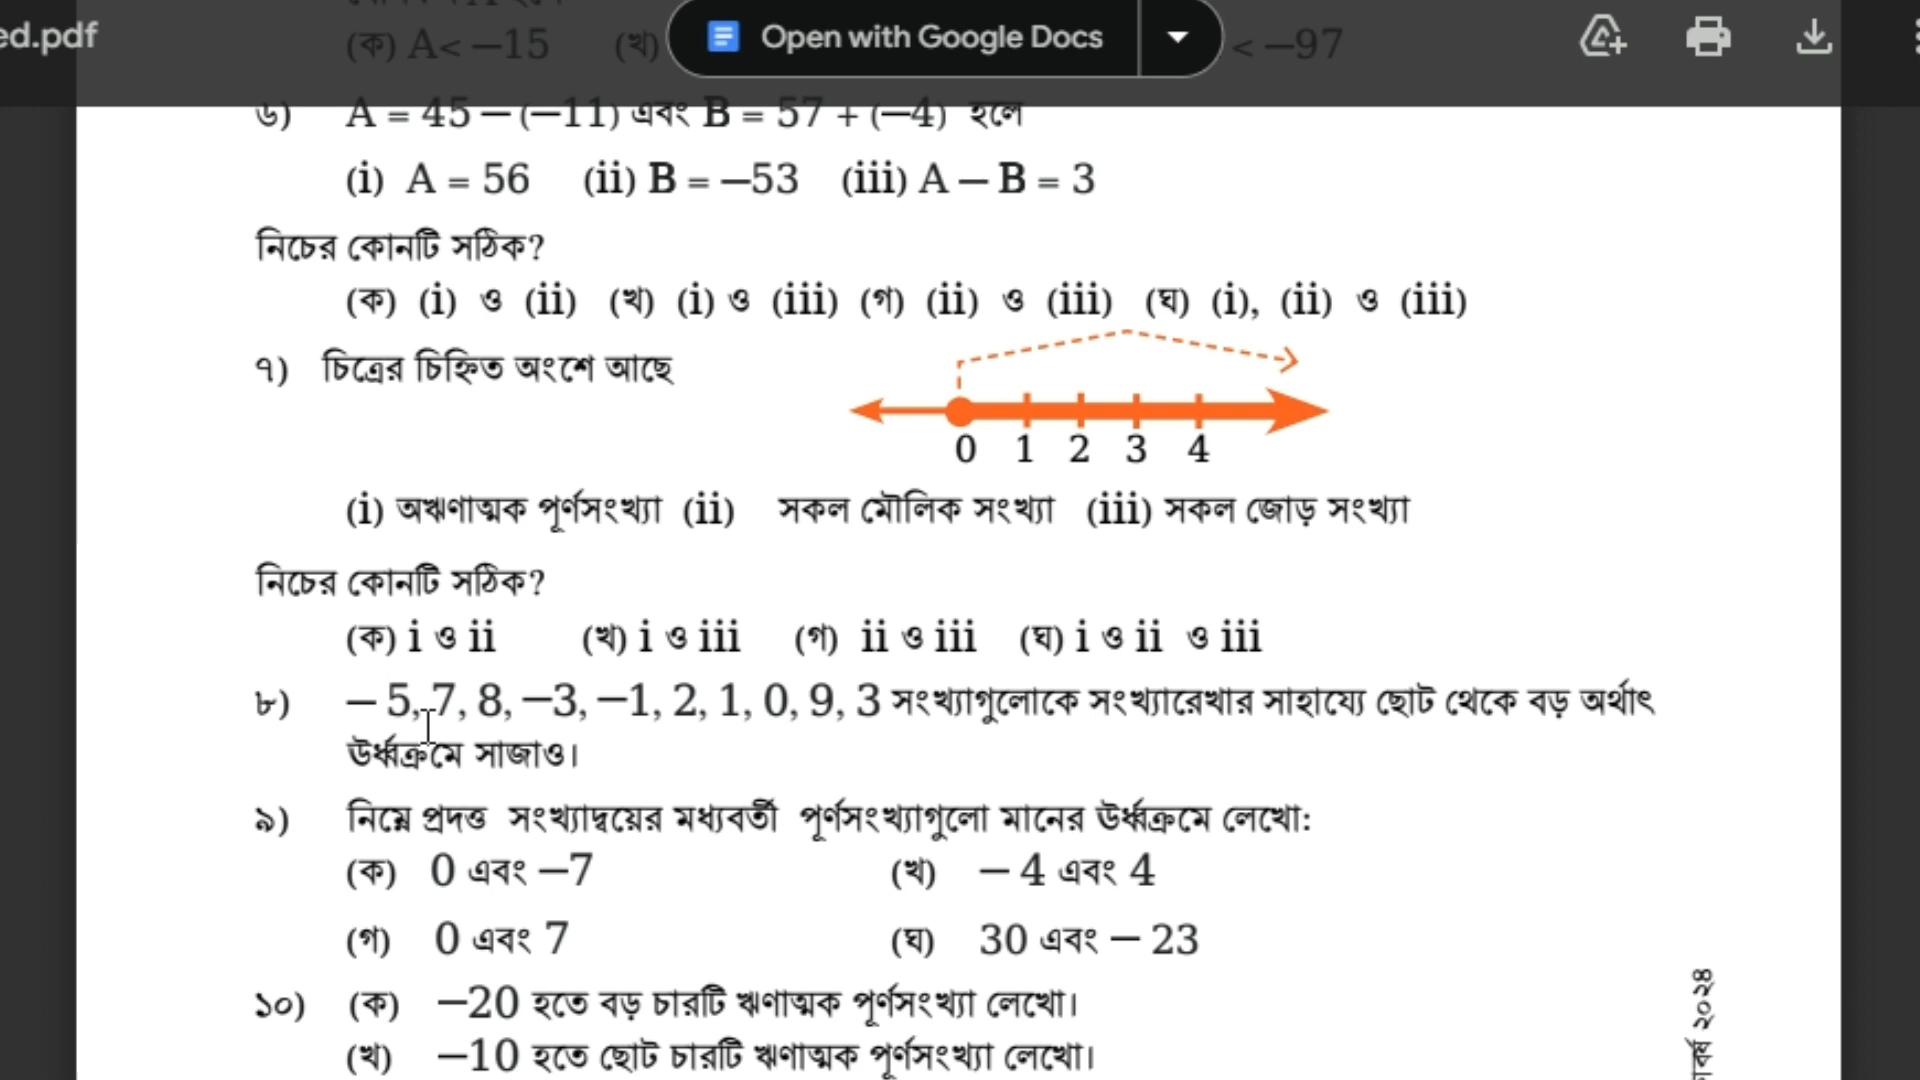 ed.pdf
Open with Google Docs
(ক) A< −15 (খ) < −97
৬) A = 45 − (−11) এবং B = 57 + (−4) হলে
(i) A = 56 (ii) B = −53 (iii) A − B = 3
নিচের কোনটি সঠিক?
(ক) (i) ও (ii) (খ) (i) ও (iii) (গ) (ii) ও (iii) (ঘ) (i), (ii) ও (iii)
৭) চিত্রের চিহ্নিত অংশে আছে
0 1 2 3 4
(i) অঋণাত্মক পূর্ণসংখ্যা (ii) সকল মৌলিক সংখ্যা (iii) সকল জোড় সংখ্যা
নিচের কোনটি সঠিক?
(ক) i ও ii (খ) i ও iii (গ) ii ও iii (ঘ) i ও ii ও iii
৮) − 5, 7, 8, −3, −1, 2, 1, 0, 9, 3 সংখ্যাগুলোকে সংখ্যারেখার সাহায্যে ছোট থেকে বড় অর্থাৎ
ঊর্ধ্বক্রমে সাজাও।
৯) নিম্নে প্রদত্ত সংখ্যাদ্বয়ের মধ্যবর্তী পূর্ণসংখ্যাগুলো মানের ঊর্ধ্বক্রমে লেখো:
(ক) 0 এবং −7 (খ) − 4 এবং 4
(গ) 0 এবং 7 (ঘ) 30 এবং − 23
১০) (ক) −20 হতে বড় চারটি ঋণাত্মক পূর্ণসংখ্যা লেখো।
(খ) −10 হতে ছোট চারটি ঋণাত্মক পূর্ণসংখ্যা লেখো।
২০২৪